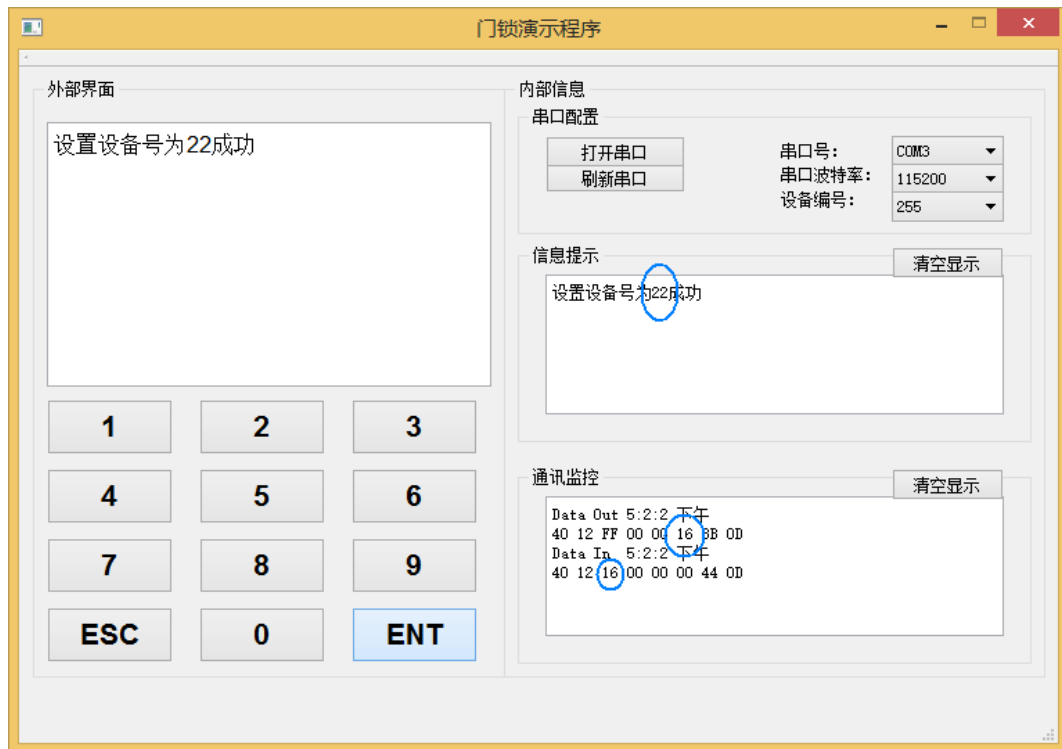 门锁演示程序
外部界面
设置设备号为22成功
1 2 3
4 5 6
7 8 9
ESC 0 ENT
内部信息
串口配置
打开串口
刷新串口
串口号: COM3
串口波特率: 115200
设备编号: 255
信息提示
清空显示
设置设备号为22成功
通讯监控
清空显示
Data Out 5:2:2 下午
40 12 FF 00 00 16 3B 0D
Data In 5:2:2 下午
40 12 16 00 00 00 44 0D